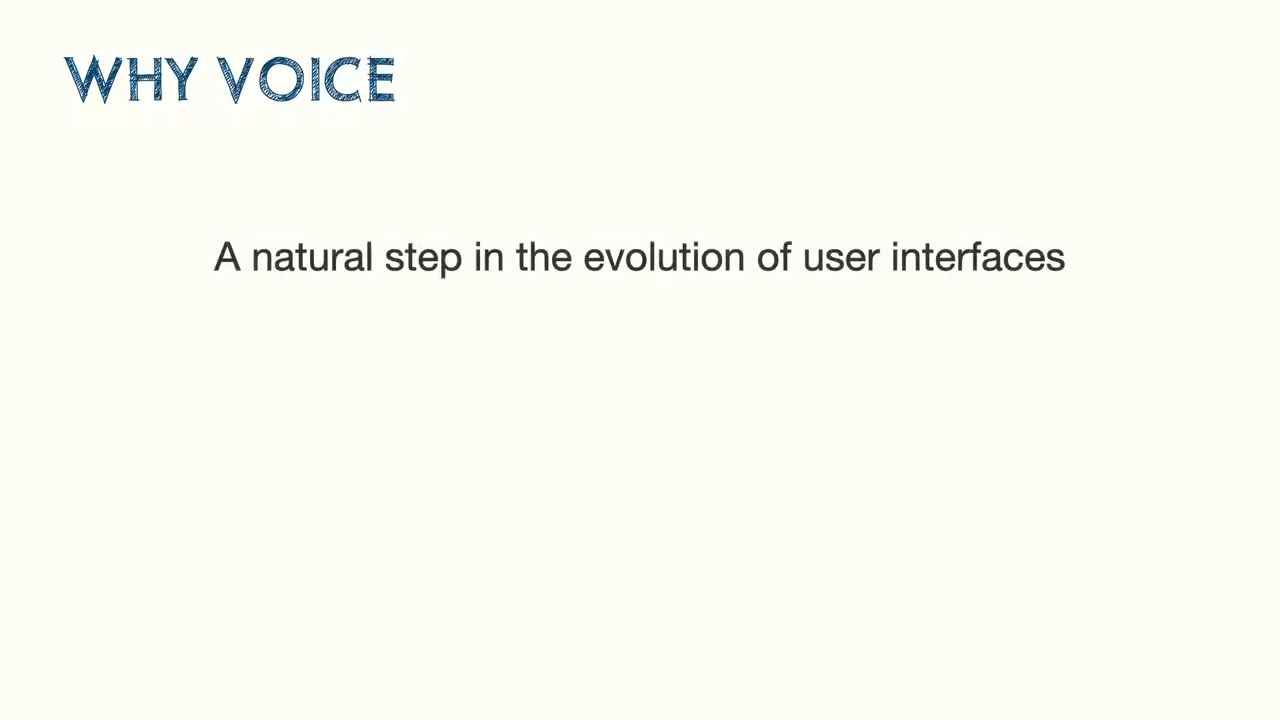 WHY VOICE
A natural step in the evolution of user interfaces